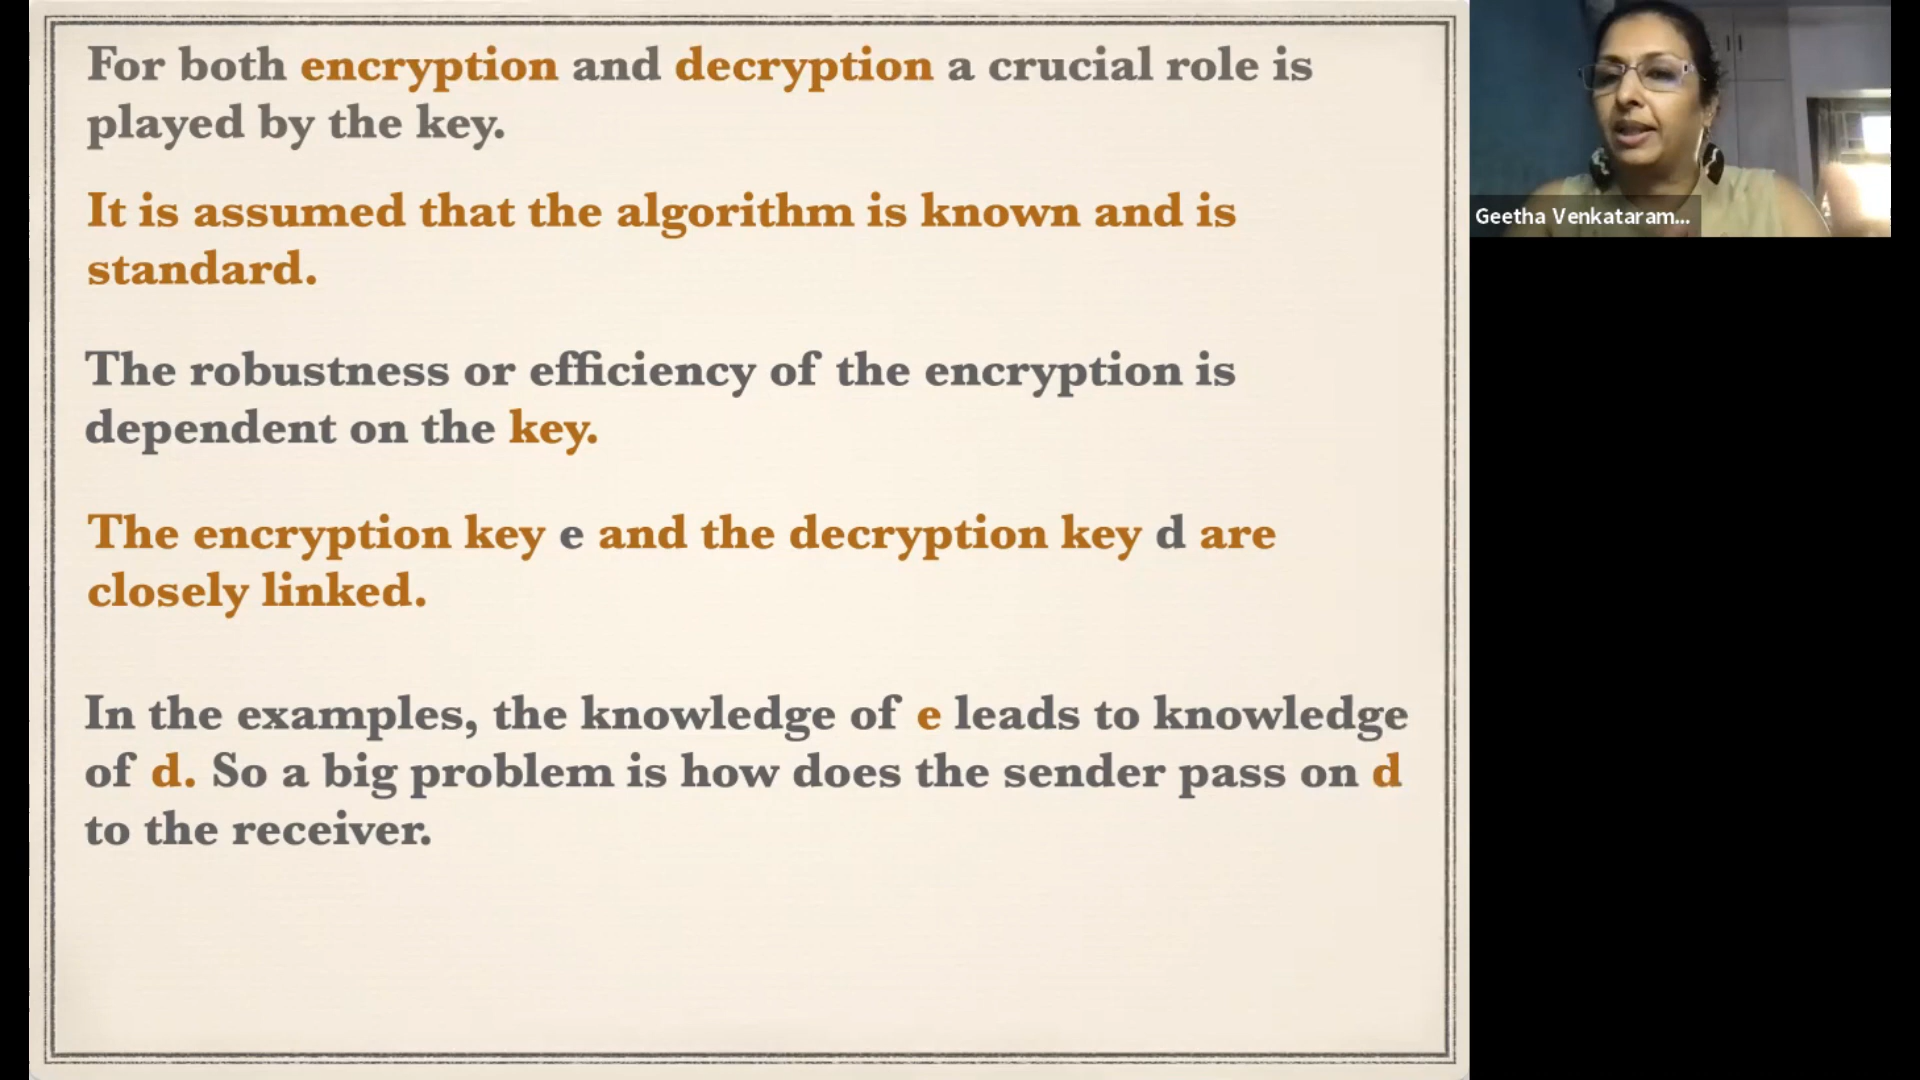 For both encryption and decryption a crucial role is
played by the key.
It is assumed that the algorithm is known and is
standard.
The robustness or efficiency of the encryption is
dependent on the key.
The encryption key e and the decryption key d are
closely linked.
In the examples, the knowledge of e leads to knowledge
of d. So a big problem is how does the sender pass on d
to the receiver.
Geetha Venkataram...